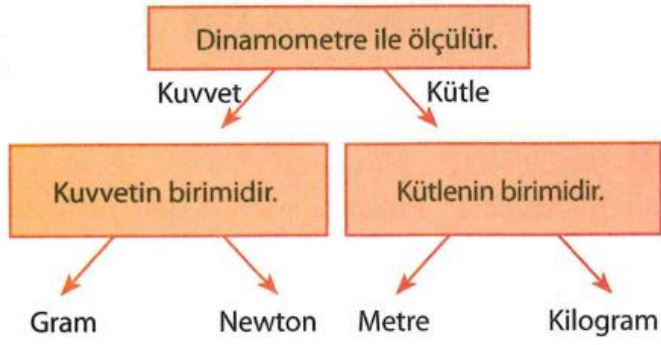 Dinamometre ile ölçülür.
Kuvvet
Kütle
Kuvvetin birimidir.
Kütlenin birimidir.
Gram
Newton
Metre
Kilogram